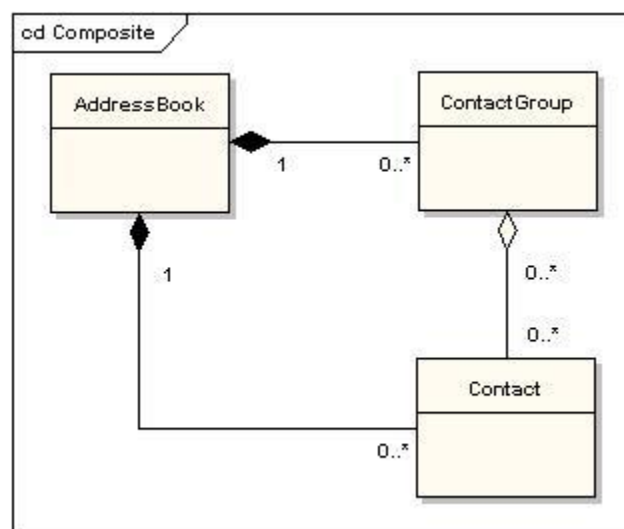 cd Composite
AddressBook
ContactGroup
1
0..*
1
0..*
0..*
Contact
0..*